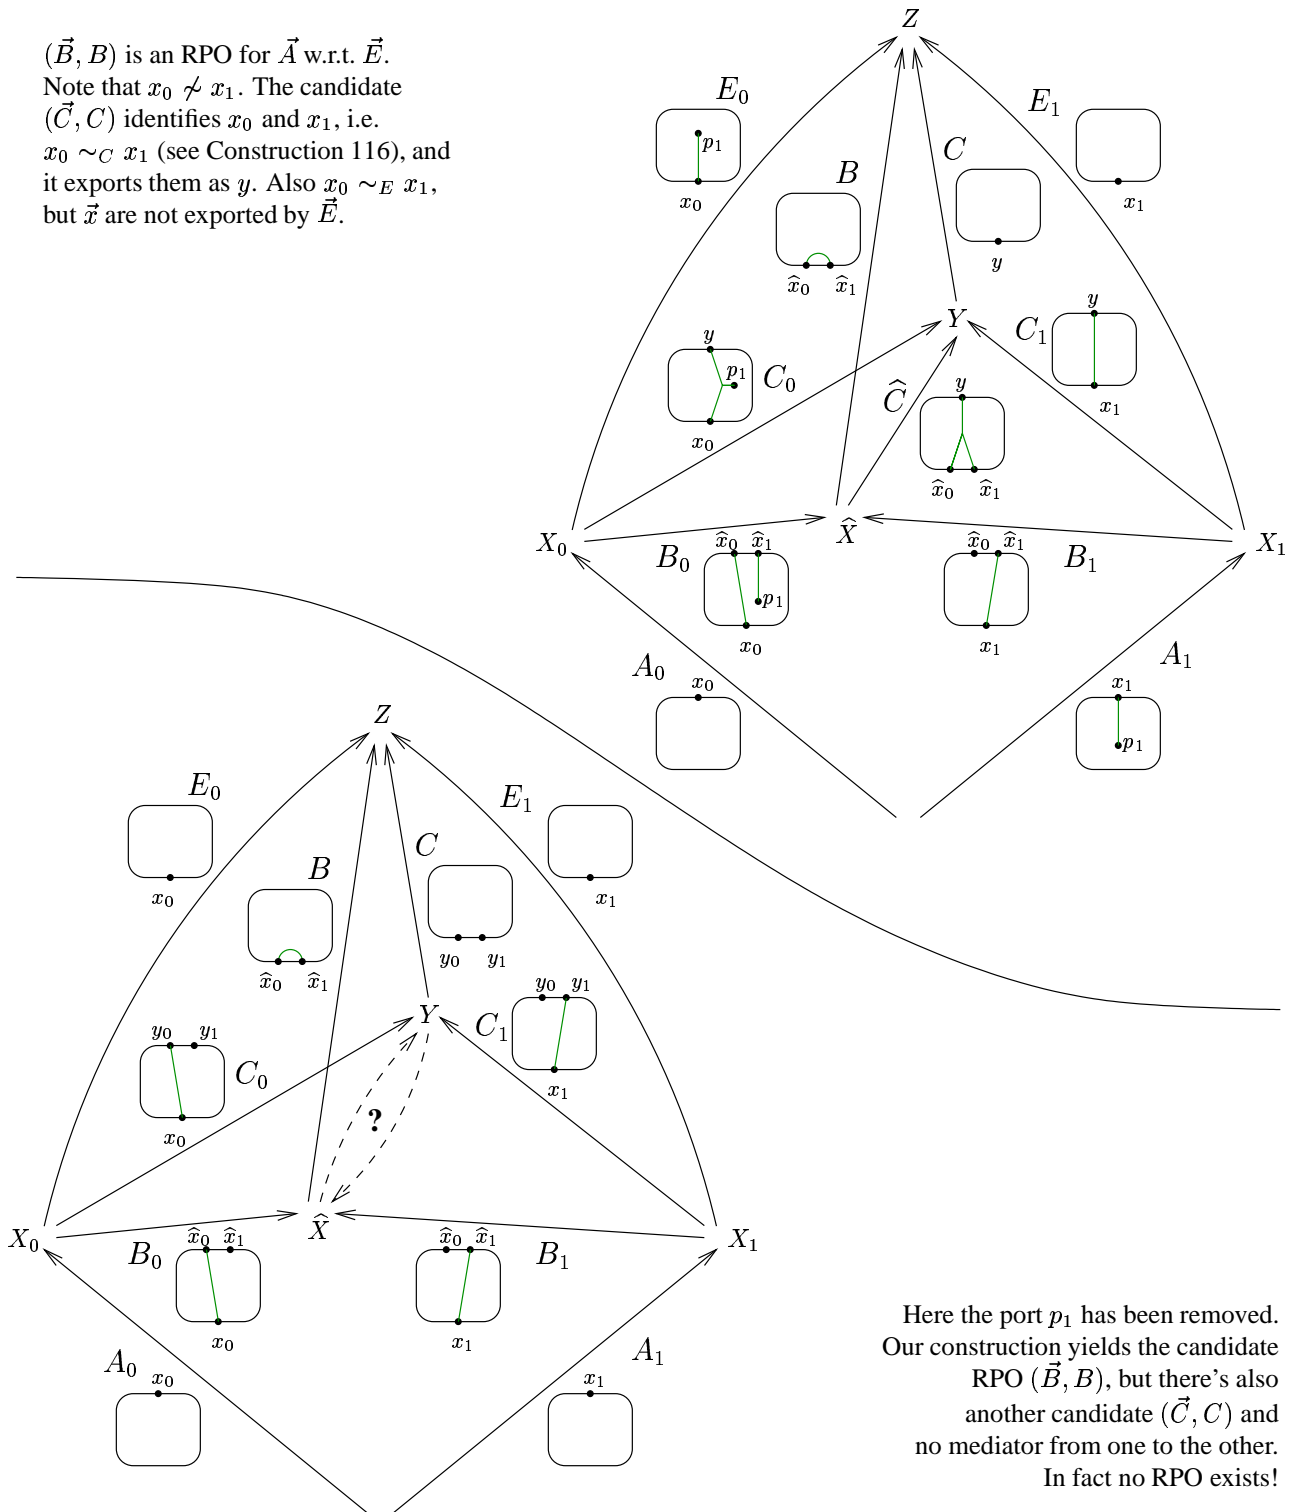 (B⃗, B) is an RPO for A⃗ w.r.t. E⃗.
Note that x₀ ≁ x₁. The candidate
(C⃗, C) identifies x₀ and x₁, i.e.
x₀ ∼_C x₁ (see Construction 116), and
it exports them as y. Also x₀ ∼_E x₁,
but x⃗ are not exported by E⃗.
Z
E₀
p₁
x₀
E₁
x₁
B
x̂₀ x̂₁
C
y
Y
y
p₁
x₀
C₀
C₁
y
x₁
Ĉ
y
x̂₀ x̂₁
X₀
X̂
X₁
B₀
x̂₀ x̂₁
p₁
x₀
x̂₀ x̂₁
B₁
x₁
A₀
x₀
A₁
x₁
p₁
Z
E₀
x₀
E₁
x₁
B
x̂₀ x̂₁
C
y₀ y₁
Y
y₀ y₁
C₀
x₀
C₁
y₀ y₁
x₁
?
X₀
X̂
X₁
B₀
x̂₀ x̂₁
x₀
x̂₀ x̂₁
B₁
x₁
A₀
x₀
A₁
x₁
Here the port p₁ has been removed.
Our construction yields the candidate
RPO (B⃗, B), but there's also
another candidate (C⃗, C) and
no mediator from one to the other.
In fact no RPO exists!